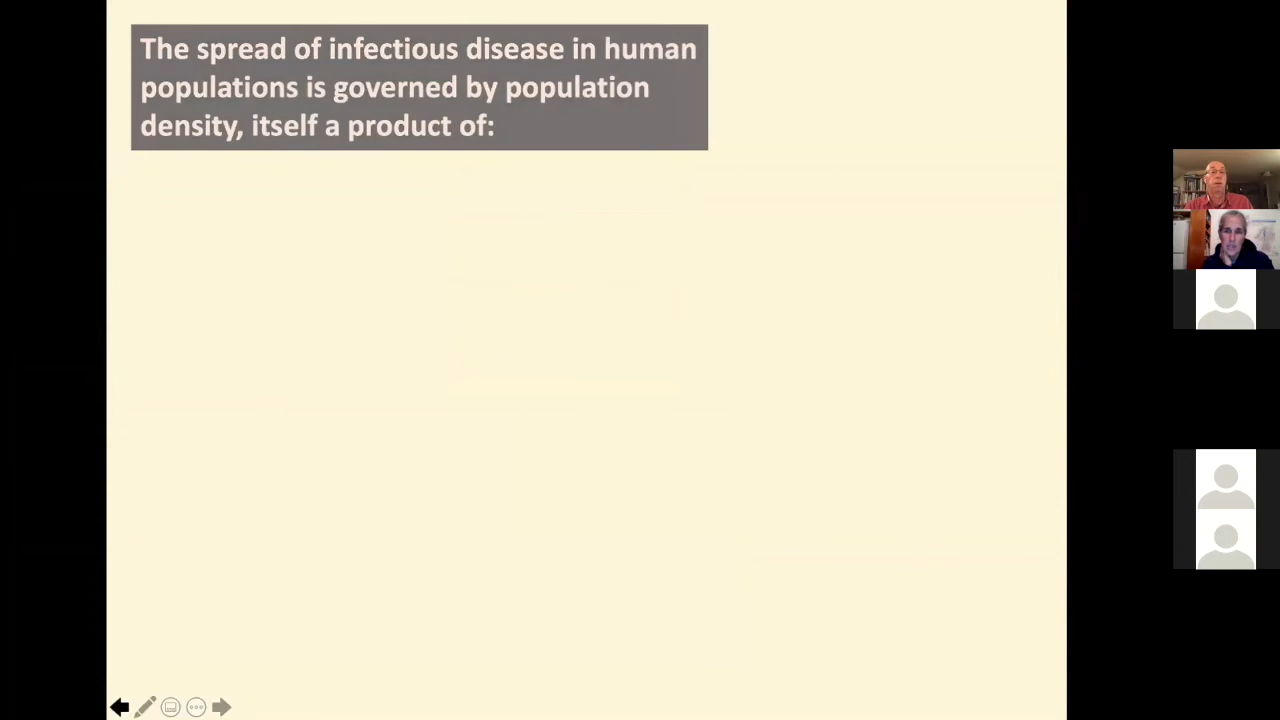 The spread of infectious disease in human
populations is governed by population
density, itself a product of: